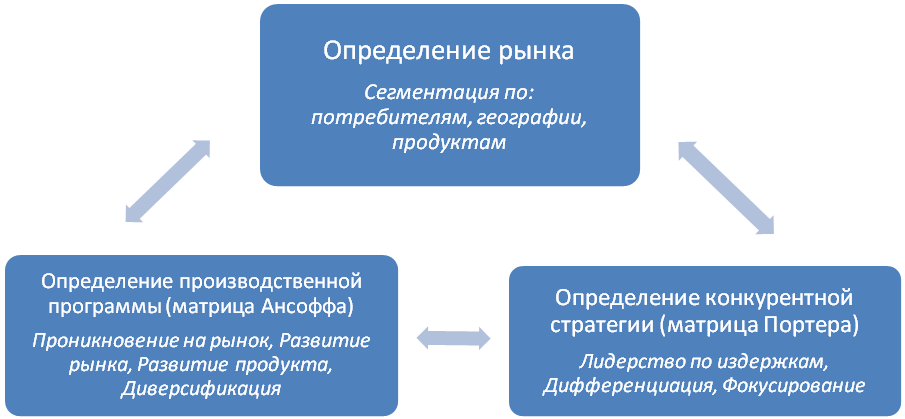 Определение рынка
Сегментация по:
потребителям, географии,
продуктам
Определение производственной
программы (матрица Ансоффа)
Проникновение на рынок, Развитие
рынка, Развитие продукта,
Диверсификация
Определение конкурентной
стратегии (матрица Портера)
Лидерство по издержкам,
Дифференциация, Фокусирование